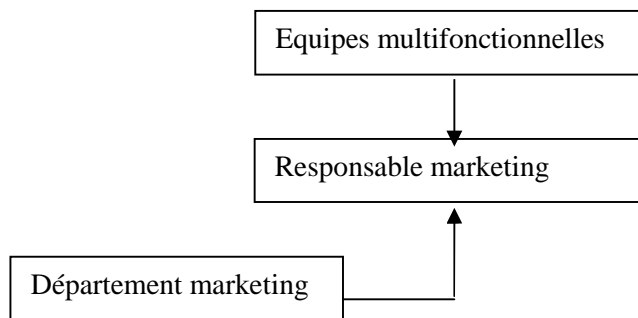 Equipes multifonctionnelles
Responsable marketing
Département marketing